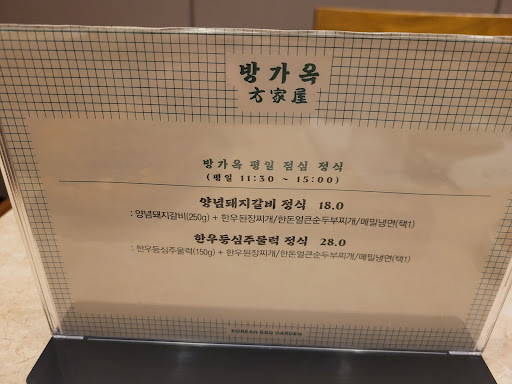 방가옥
方家屋
방가옥 평일 점심 정식
(평일 11:30 ~ 15:00)
양념돼지갈비 정식 18.0
: 양념돼지갈비(250g) + 한우된장찌개/한돈얼큰순두부찌개/메밀냉면(택1)
한우등심주물럭 정식 28.0
: 한우등심주물럭(150g) + 한우된장찌개/한돈얼큰순두부찌개/메밀냉면(택1)
KOREAN BBQ GARDEN